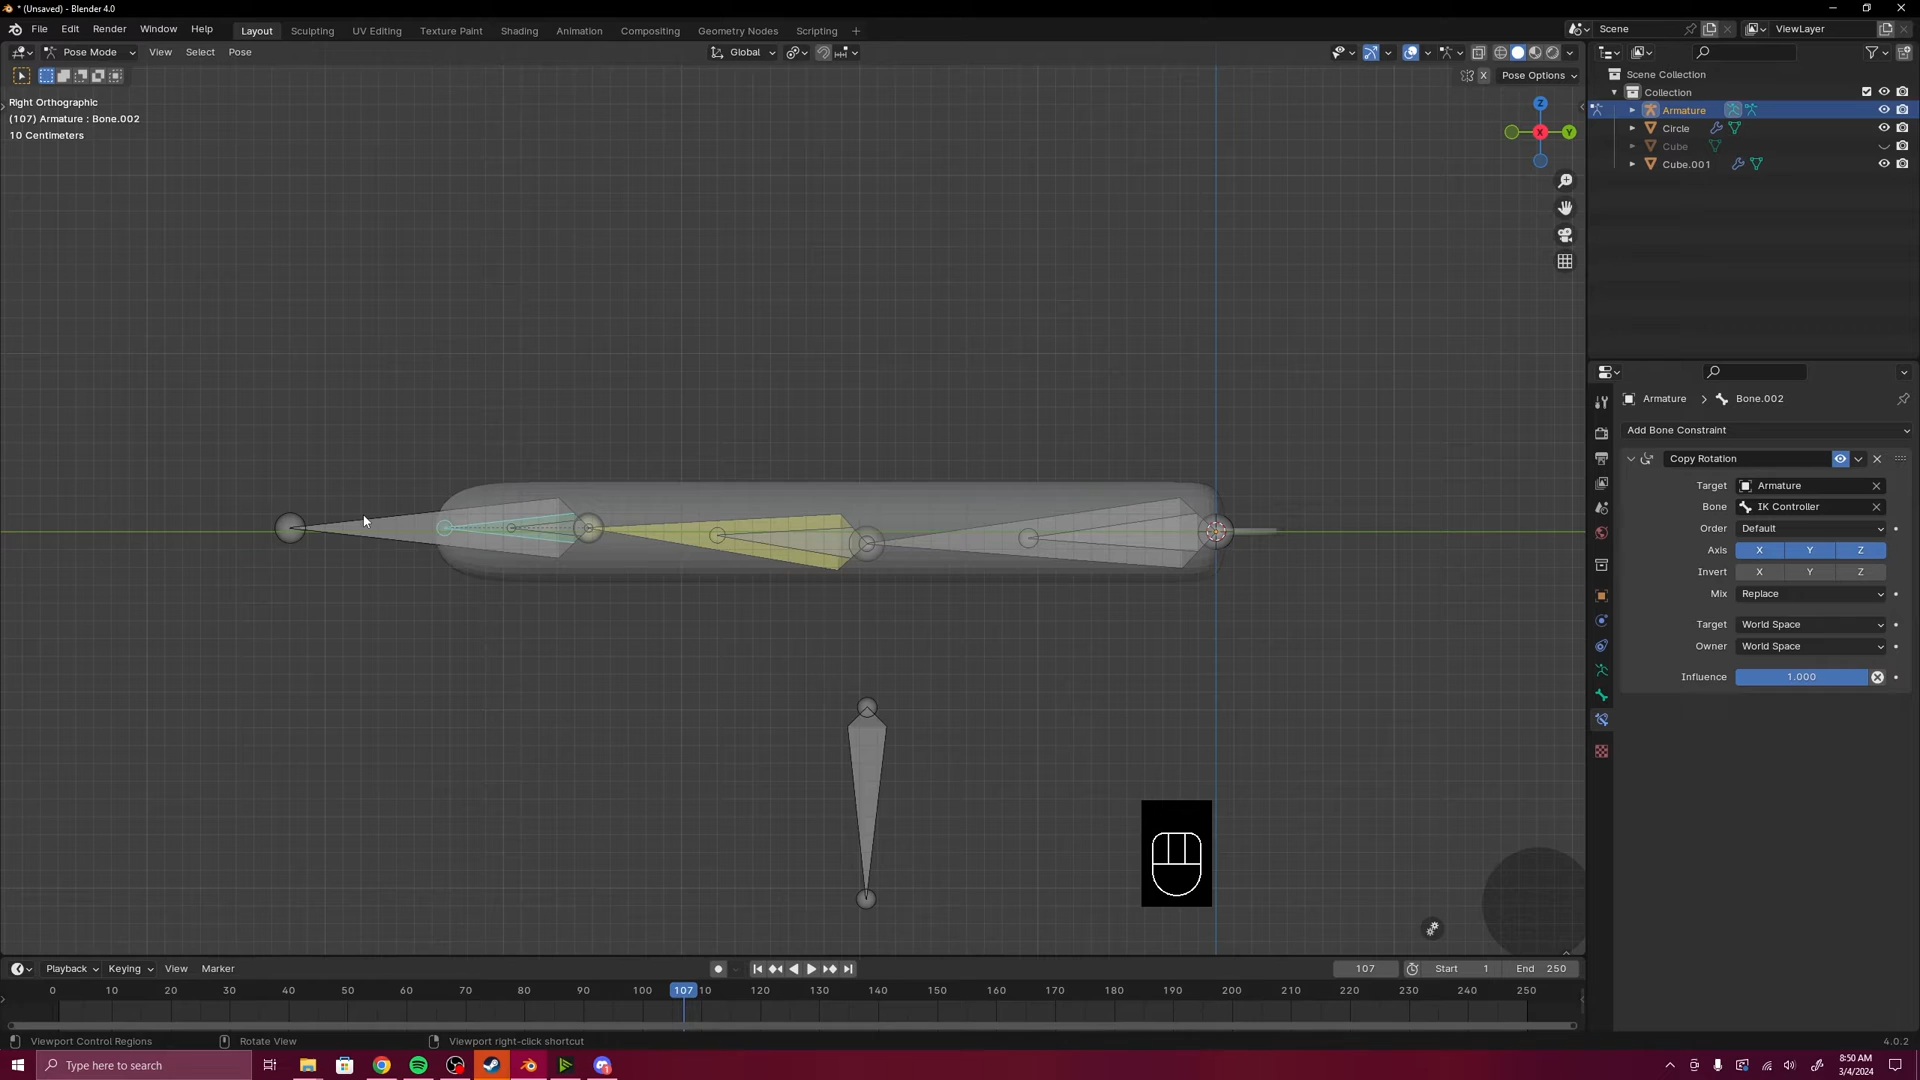 * (Unsaved) - Blender 4.0
File Edit Render Window Help
Layout Sculpting UV Editing Texture Paint Shading Animation Compositing Geometry Nodes Scripting +
Scene
ViewLayer
Pose Mode View Select Pose
Global
X Pose Options
Right Orthographic
(107) Armature : Bone.002
10 Centimeters
Z
X
Y
Scene Collection
Collection
Armature
Circle
Cube
Cube.001
Armature > Bone.002
Add Bone Constraint
Copy Rotation
Target Armature
Bone IK Controller
Order Default
Axis X Y Z
Invert X Y Z
Mix Replace
Target World Space
Owner World Space
Influence 1.000
Playback Keying View Marker
107 Start 1 End 250
0 10 20 30 40 50 60 70 80 90 100 107 10 120 130 140 150 160 170 180 190 200 210 220 230 240 250
Viewport Control Regions Rotate View Viewport right-click shortcut
4.0.2
Type here to search
8:50 AM
3/4/2024